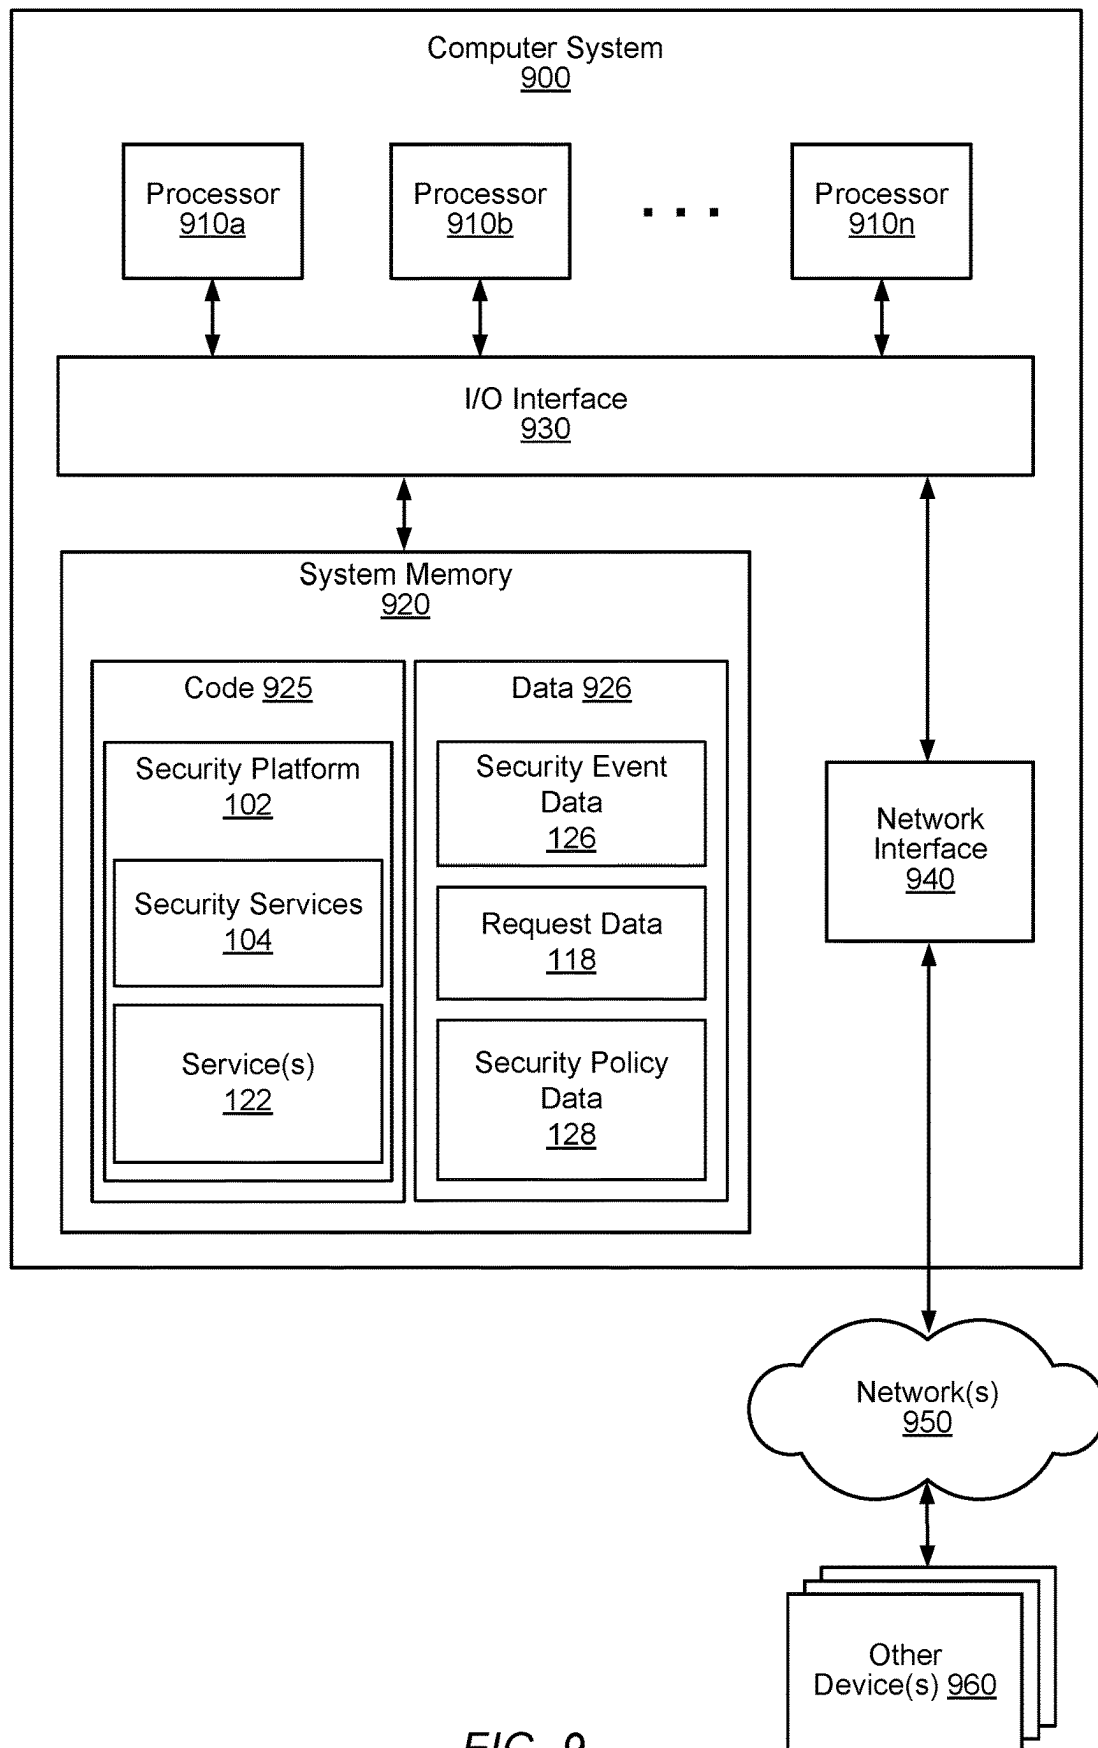 Computer System
900
Processor
910a
Processor
910b
. . .
Processor
910n
I/O Interface
930
System Memory
920
Code 925
Security Platform
102
Security Services
104
Service(s)
122
Data 926
Security Event
Data
126
Request Data
118
Security Policy
Data
128
Network
Interface
940
Network(s)
950
Other
Device(s) 960
FIG. 9